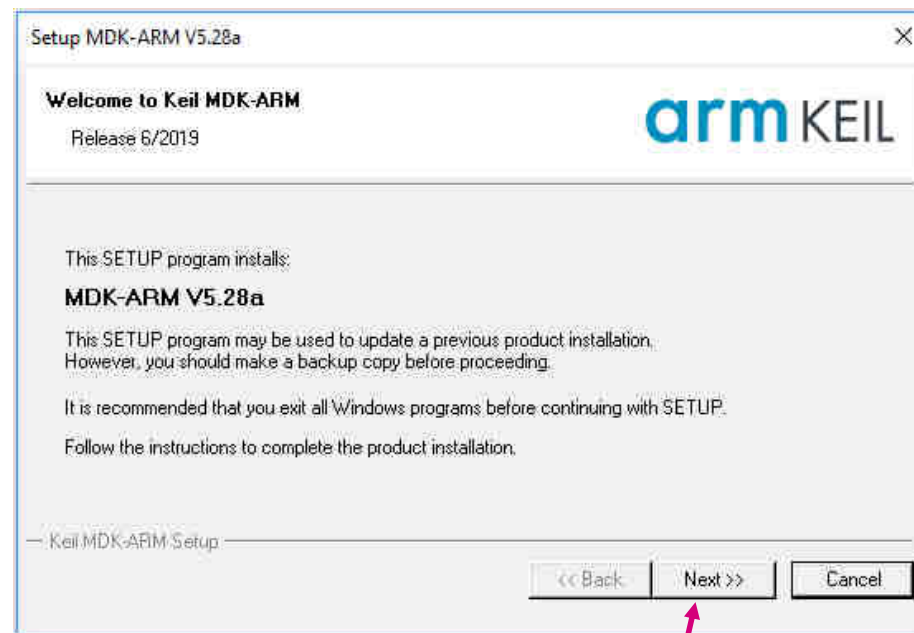 Setup MDK-ARM V5.28a
Welcome to Keil MDK-ARM
Release 6/2019
arm KEIL
This SETUP program installs:
MDK-ARM V5.28a
This SETUP program may be used to update a previous product installation.
However, you should make a backup copy before proceeding.
It is recommended that you exit all Windows programs before continuing with SETUP.
Follow the instructions to complete the product installation.
Keil MDK-ARM Setup
<< Back
Next >>
Cancel